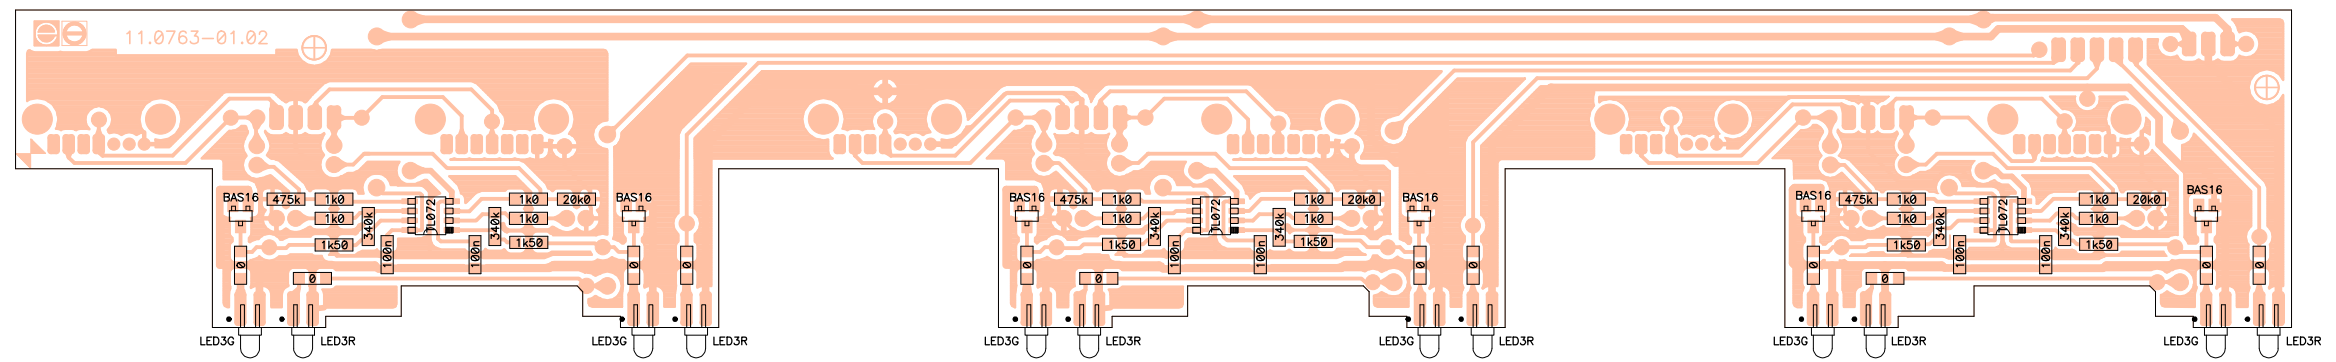 11.0763-01.02
BAS16 475k 1k0 1k0 20k0 BAS16
1k0 340k TL072 340k 1k0
1k50 100n 100n 1k50
0 0 0 0
LED3G LED3R LED3G LED3R
BAS16 475k 1k0 1k0 20k0 BAS16
1k0 340k TL072 340k 1k0
1k50 100n 100n 1k50
0 0 0 0
LED3G LED3R LED3G LED3R
BAS16 475k 1k0 1k0 20k0 BAS16
1k0 340k TL072 340k 1k0
1k50 100n 100n 1k50
0 0 0 0
LED3G LED3R LED3G LED3R